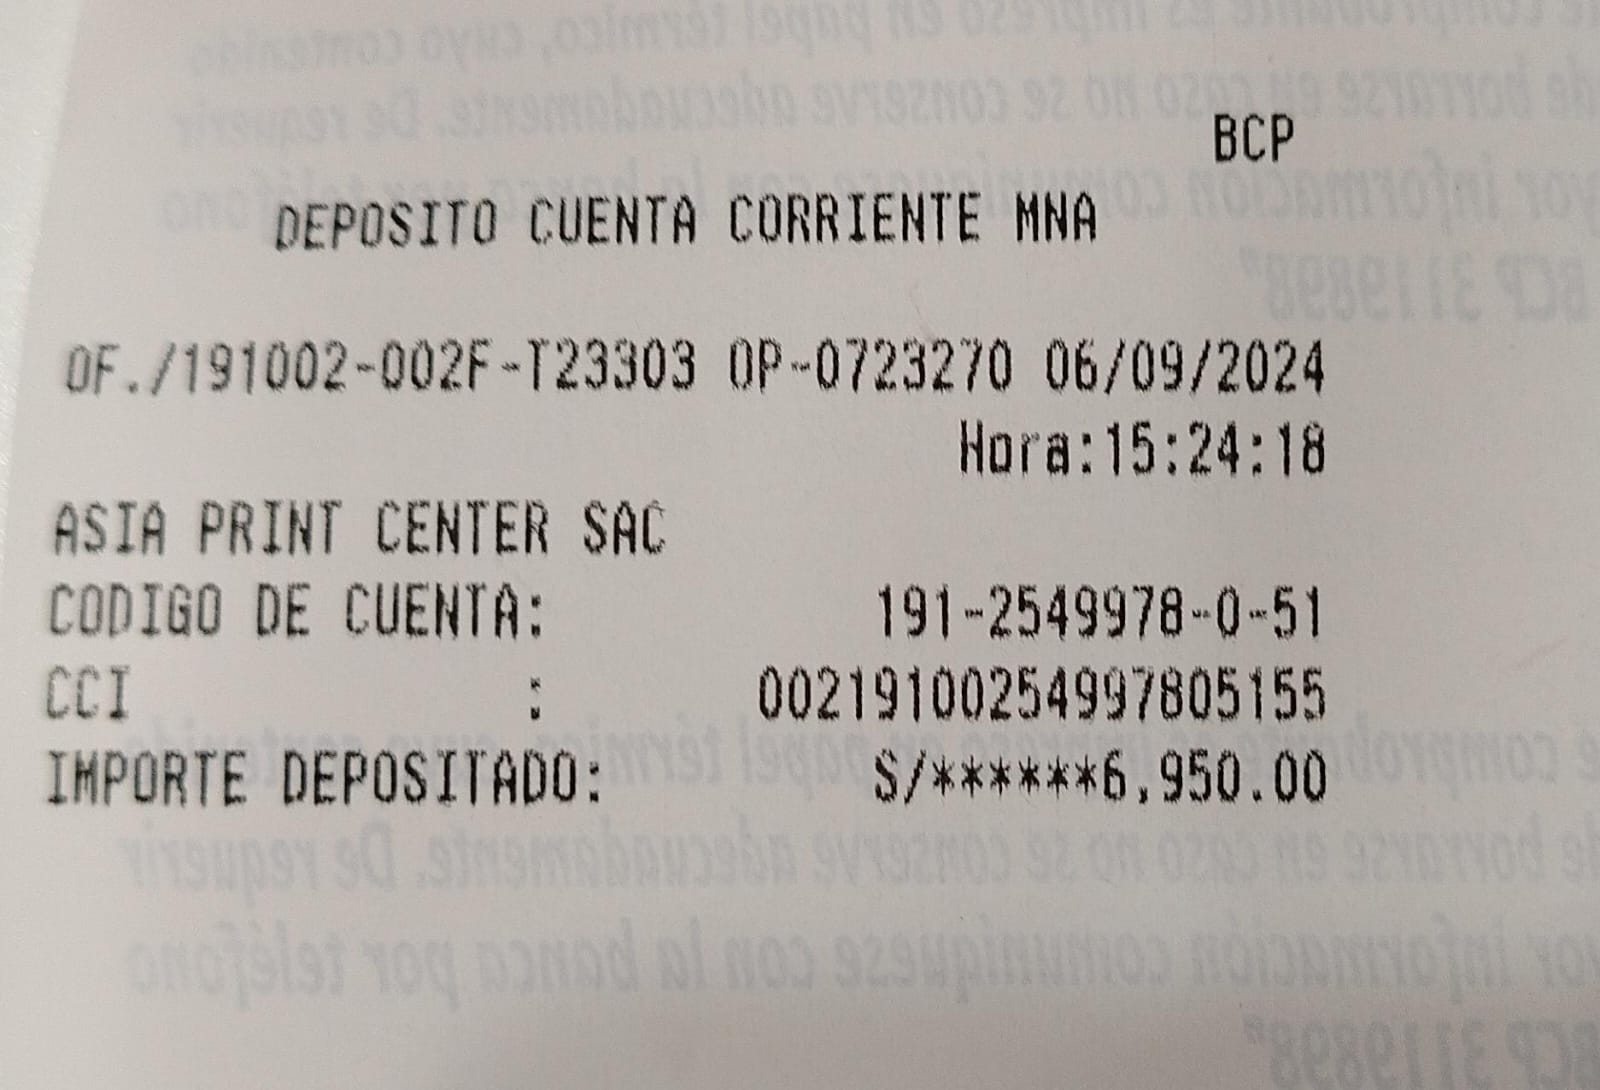 BCP
DEPOSITO CUENTA CORRIENTE MNA
OF./191002-002F-T23303 OP-0723270 06/09/2024
Hora:15:24:18
ASIA PRINT CENTER SAC
CODIGO DE CUENTA: 191-2549978-0-51
CCI : 00219100254997805155
IMPORTE DEPOSITADO: S/******6,950.00